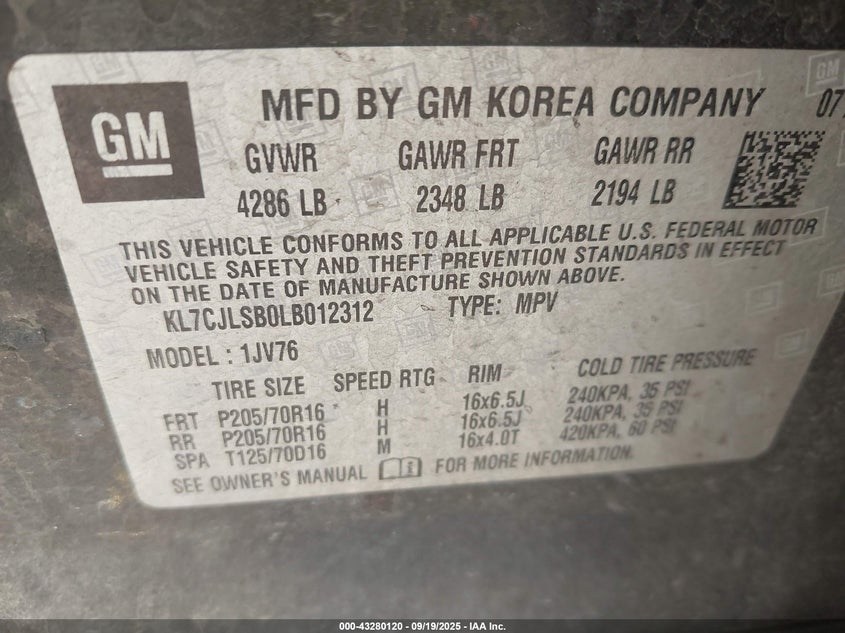 GM
MFD BY GM KOREA COMPANY 07
GVWR GAWR FRT GAWR RR
4286 LB 2348 LB 2194 LB
THIS VEHICLE CONFORMS TO ALL APPLICABLE U.S. FEDERAL MOTOR
VEHICLE SAFETY AND THEFT PREVENTION STANDARDS IN EFFECT
ON THE DATE OF MANUFACTURE SHOWN ABOVE.
KL7CJLSB0LB012312 TYPE: MPV
MODEL: 1JV76
TIRE SIZE SPEED RTG RIM COLD TIRE PRESSURE
FRT P205/70R16 H 16x6.5J 240KPA, 35 PSI
RR P205/70R16 H 16x6.5J 240KPA, 35 PSI
SPA T125/70D16 M 16x4.0T 420KPA, 60 PSI
SEE OWNER'S MANUAL FOR MORE INFORMATION.
000-43280120 - 09/19/2025 - IAA Inc.